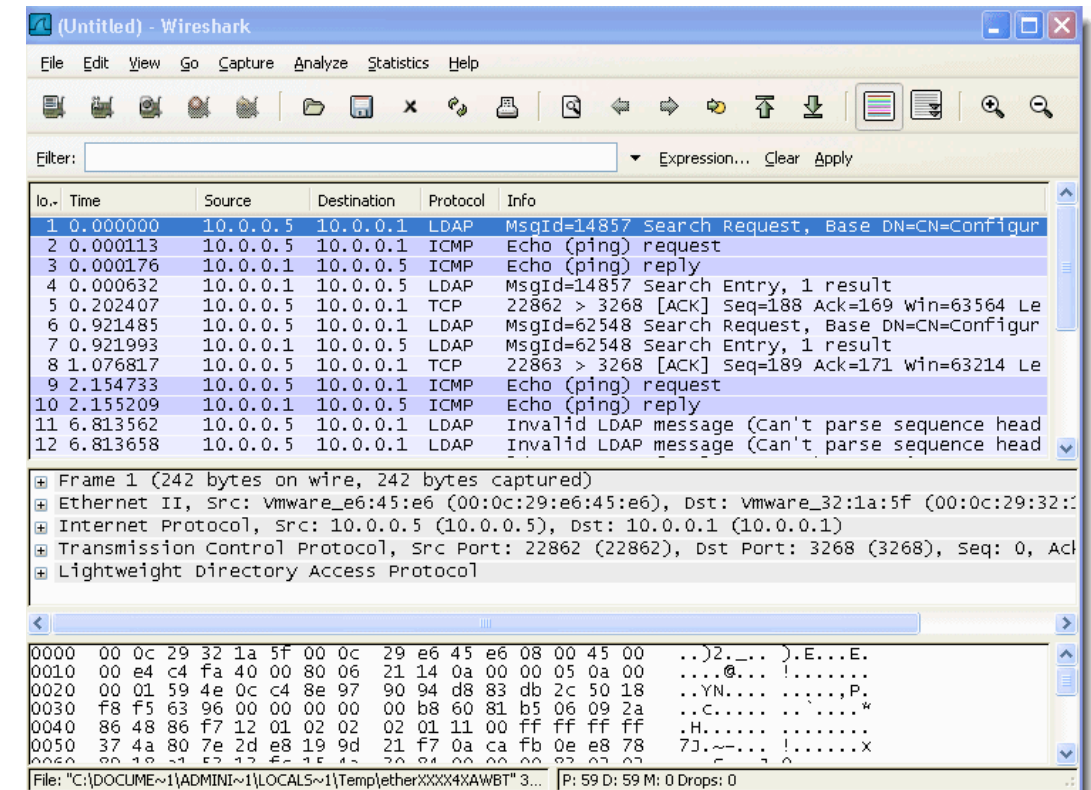 (Untitled) - Wireshark
File Edit View Go Capture Analyze Statistics Help
Filter: Expression... Clear Apply
lo.. Time Source Destination Protocol Info
1 0.000000 10.0.0.5 10.0.0.1 LDAP MsgId=14857 Search Request, Base DN=CN=Configur
2 0.000113 10.0.0.5 10.0.0.1 ICMP Echo (ping) request
3 0.000176 10.0.0.1 10.0.0.5 ICMP Echo (ping) reply
4 0.000632 10.0.0.1 10.0.0.5 LDAP MsgId=14857 Search Entry, 1 result
5 0.202407 10.0.0.5 10.0.0.1 TCP 22862 > 3268 [ACK] Seq=188 Ack=169 Win=63564 Le
6 0.921485 10.0.0.5 10.0.0.1 LDAP MsgId=62548 Search Request, Base DN=CN=Configur
7 0.921993 10.0.0.1 10.0.0.5 LDAP MsgId=62548 Search Entry, 1 result
8 1.076817 10.0.0.5 10.0.0.1 TCP 22863 > 3268 [ACK] Seq=189 Ack=171 Win=63214 Le
9 2.154733 10.0.0.5 10.0.0.1 ICMP Echo (ping) request
10 2.155209 10.0.0.1 10.0.0.5 ICMP Echo (ping) reply
11 6.813562 10.0.0.5 10.0.0.1 LDAP Invalid LDAP message (Can't parse sequence head
12 6.813658 10.0.0.5 10.0.0.1 LDAP Invalid LDAP message (Can't parse sequence head
Frame 1 (242 bytes on wire, 242 bytes captured)
Ethernet II, Src: Vmware_e6:45:e6 (00:0c:29:e6:45:e6), Dst: Vmware_32:1a:5f (00:0c:29:32:1
Internet Protocol, Src: 10.0.0.5 (10.0.0.5), Dst: 10.0.0.1 (10.0.0.1)
Transmission Control Protocol, Src Port: 22862 (22862), Dst Port: 3268 (3268), Seq: 0, Ack
Lightweight Directory Access Protocol
0000 00 0c 29 32 1a 5f 00 0c 29 e6 45 e6 08 00 45 00 ..)2._.. ).E...E.
0010 00 e4 c4 fa 40 00 80 06 21 14 0a 00 00 05 0a 00 ....@... !.......
0020 00 01 59 4e 0c c4 8e 97 90 94 d8 83 db 2c 50 18 ..YN.... .....,P.
0030 f8 f5 63 96 00 00 00 00 00 b8 60 81 b5 06 09 2a ..c..... ..`....*
0040 86 48 86 f7 12 01 02 02 02 01 11 00 ff ff ff ff .H...... ........
0050 37 4a 80 7e 2d e8 19 9d 21 f7 0a ca fb 0e e8 78 7J.~-... !......x
File: "C:\DOCUME~1\ADMINI~1\LOCALS~1\Temp\etherXXXX4XAWBT" 3... P: 59 D: 59 M: 0 Drops: 0